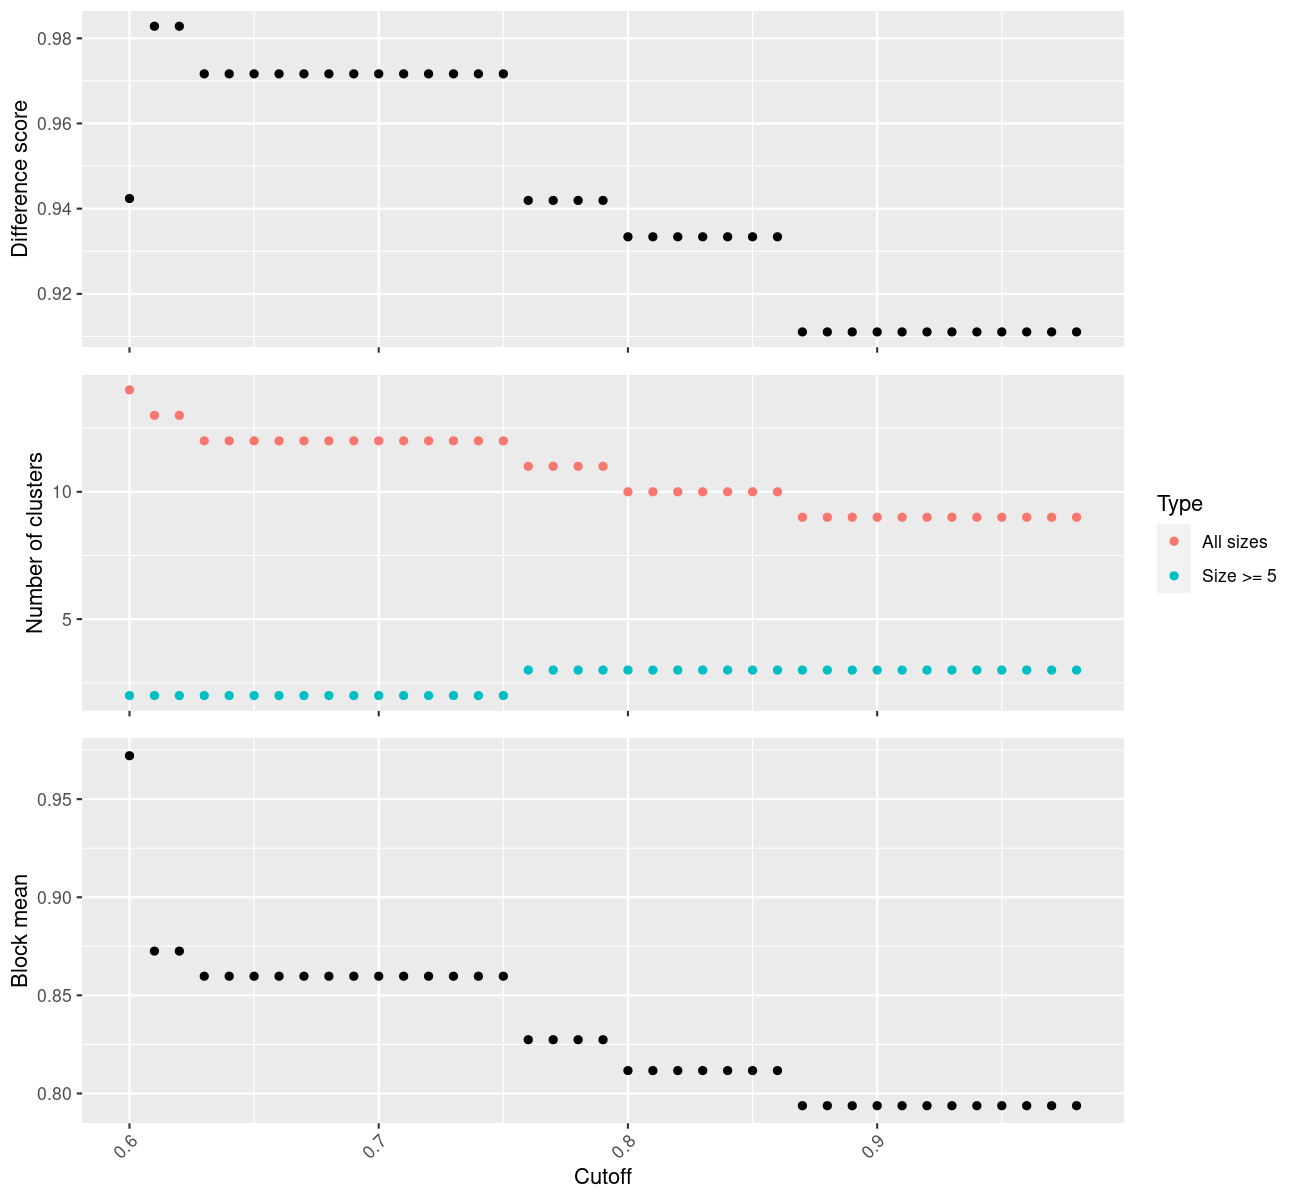 0.98
0.96
0.94
0.92
Difference score
10
5
Number of clusters
Type
All sizes
Size >= 5
0.95
0.90
0.85
0.80
Block mean
0.6
0.7
0.8
0.9
Cutoff